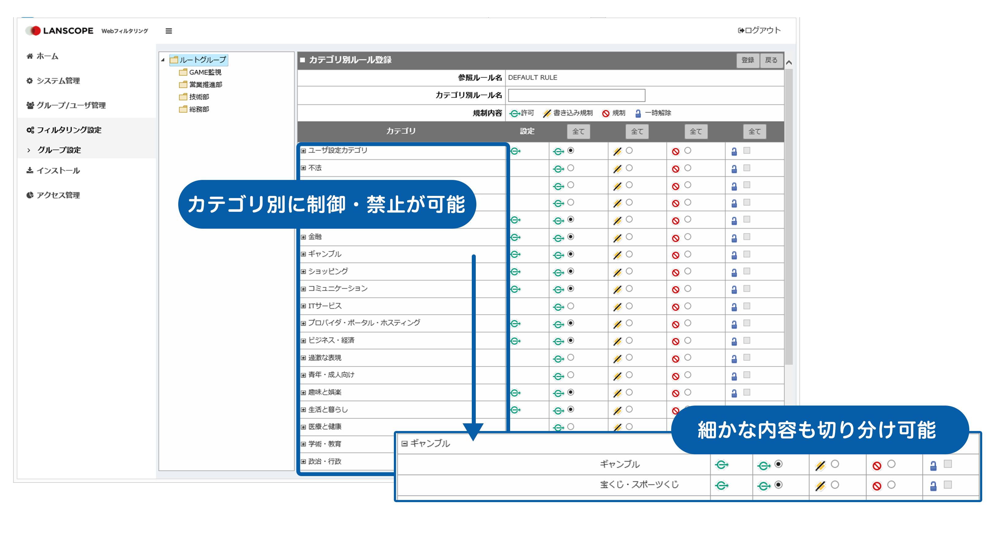 LANSCOPE Webフィルタリング
ログアウト
ホーム
システム管理
グループ/ユーザ管理
フィルタリング設定
グループ設定
インストール
アクセス管理
ルートグループ
GAME監視
営業推進部
技術部
総務部
カテゴリ別ルール登録
登録 戻る
参照ルール名 DEFAULT RULE
カテゴリ別ルール名
規制内容 許可 書き込み規制 規制 一時解除
カテゴリ 設定 全て 全て 全て 全て
ユーザ設定カテゴリ
不法
カテゴリ別に制御・禁止が可能
金融
ギャンブル
ショッピング
コミュニケーション
ITサービス
プロバイダ・ポータル・ホスティング
ビジネス・経済
過激な表現
青年・成人向け
趣味と娯楽
生活と暮らし
医療と健康
学術・教育
政治・行政
細かな内容も切り分け可能
ギャンブル
ギャンブル
宝くじ・スポーツくじ